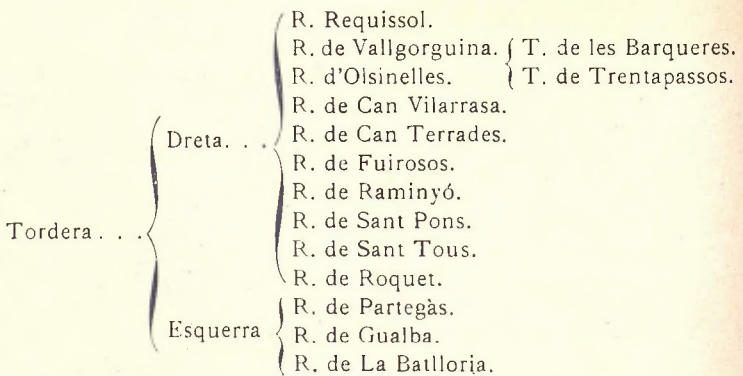 R. Requissol.
R. de Vallgorguina. T. de les Barqueres.
R. d'Olsinelles. T. de Trentapassos.
R. de Can Vilarrasa.
Dreta. . . R. de Can Terrades.
R. de Fuirosos.
R. de Raminyó.
R. de Sant Pons.
Tordera . . . R. de Sant Tous.
R. de Roquet.
R. de Partegàs.
Esquerra R. de Gualba.
R. de La Batlloria.